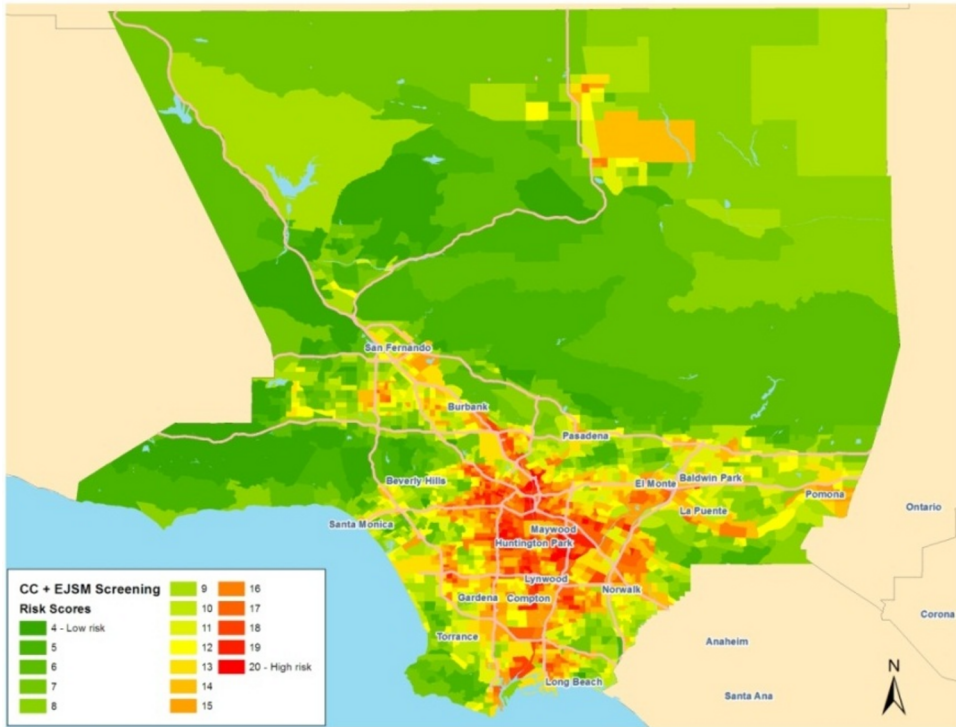 San Fernando
Burbank
Pasadena
Beverly Hills
El Monte
Baldwin Park
Pomona
La Puente
Ontario
Santa Monica
Maywood
Huntington Park
Lynwood
Norwalk
Gardena
Compton
Corona
Torrance
Anaheim
Long Beach
Santa Ana
N
CC + EJSM Screening
Risk Scores
4 - Low risk
5
6
7
8
9
10
11
12
13
14
15
16
17
18
19
20 - High risk